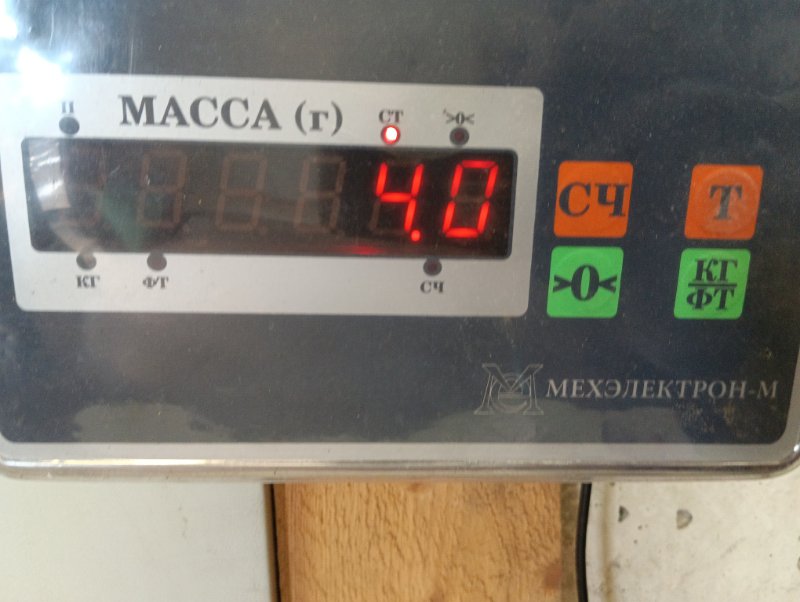 П МАССА (г) СТ >0<
4.0
КГ ФТ СЧ
СЧ Т
>0< КГ/ФТ
МЕХЭЛЕКТРОН-М